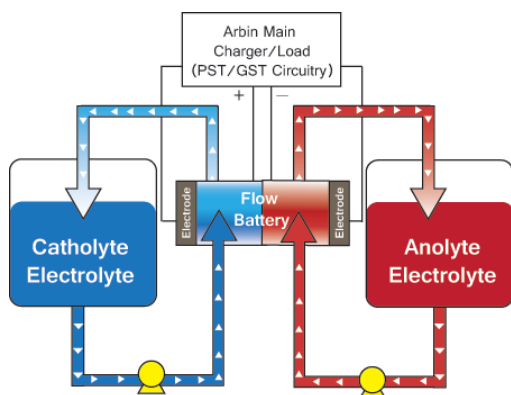 Arbin Main
Charger/Load
(PST/GST Circuitry)
+ —
Electrode
Flow
Battery
Electrode
Catholyte
Electrolyte
Anolyte
Electrolyte